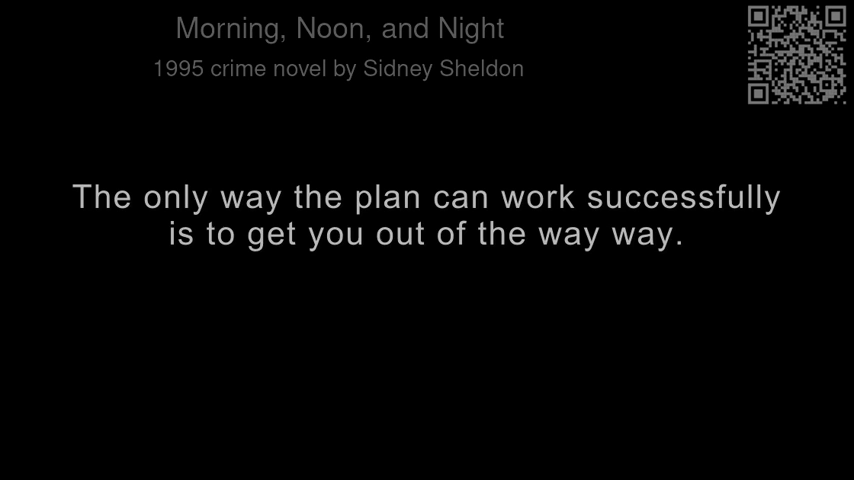 Morning, Noon, and Night
1995 crime novel by Sidney Sheldon
The only way the plan can work successfully
is to get you out of the way way.